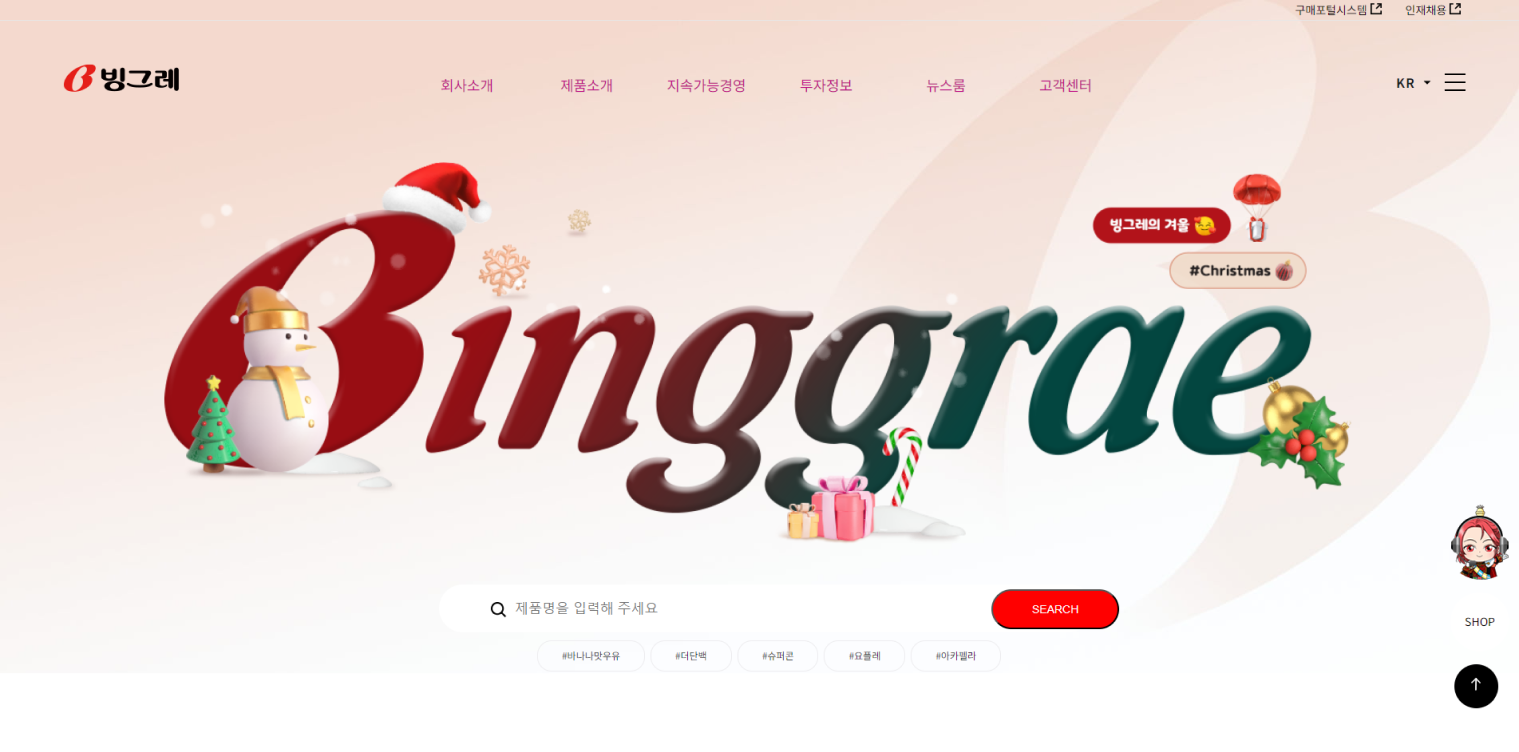 구매포털시스템 인재채용
빙그레
회사소개 제품소개 지속가능경영 투자정보 뉴스룸 고객센터
KR
빙그레의 겨울
#Christmas
Binggrae
제품명을 입력해 주세요
SEARCH
#바나나맛우유 #더단백 #슈퍼콘 #요플레 #아카펠라
SHOP